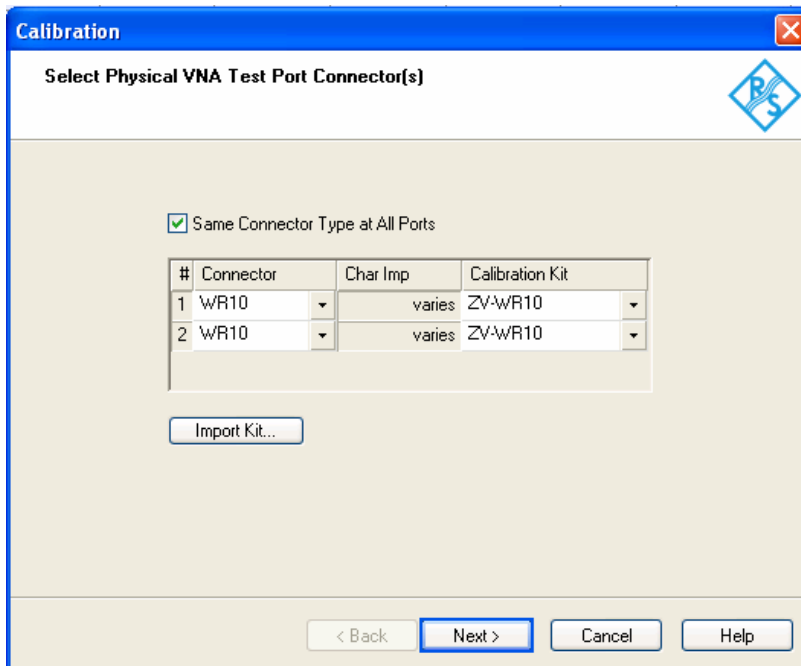 Calibration
Select Physical VNA Test Port Connector(s)
R S
Same Connector Type at All Ports
# Connector Char Imp Calibration Kit
1 WR10 varies ZV-WR10
2 WR10 varies ZV-WR10
Import Kit...
< Back Next > Cancel Help